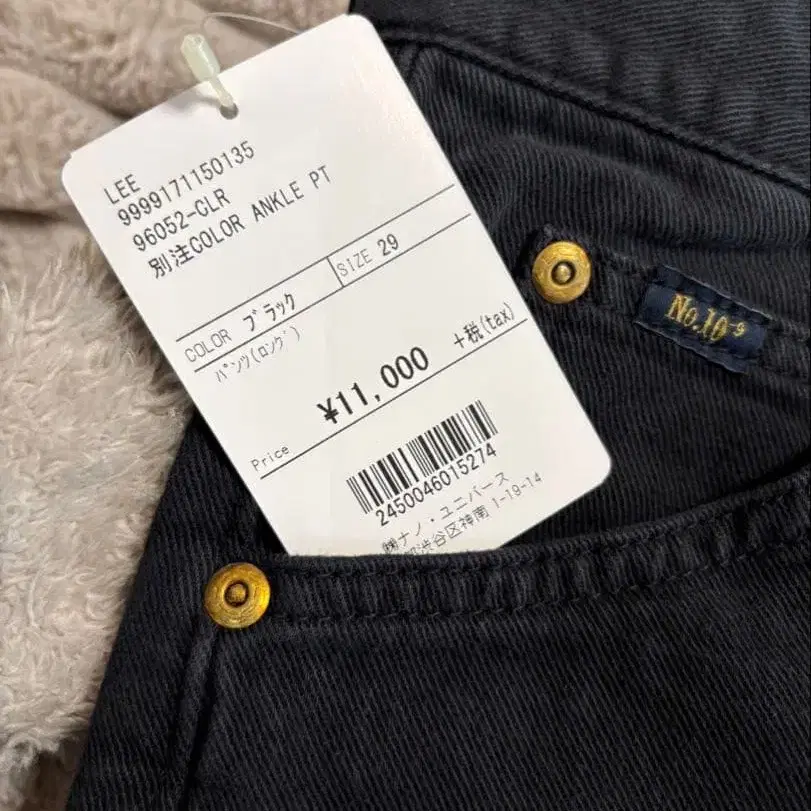 LEE
9999171150135
96052-CLR
別注COLOR ANKLE PT
COLOR ブラック SIZE 29
パンツ(ロング)
Price ¥11,000 +税(tax)
2450046015274
㈱ナノ・ユニバース
渋谷区神南 1-19-14
No.10-9